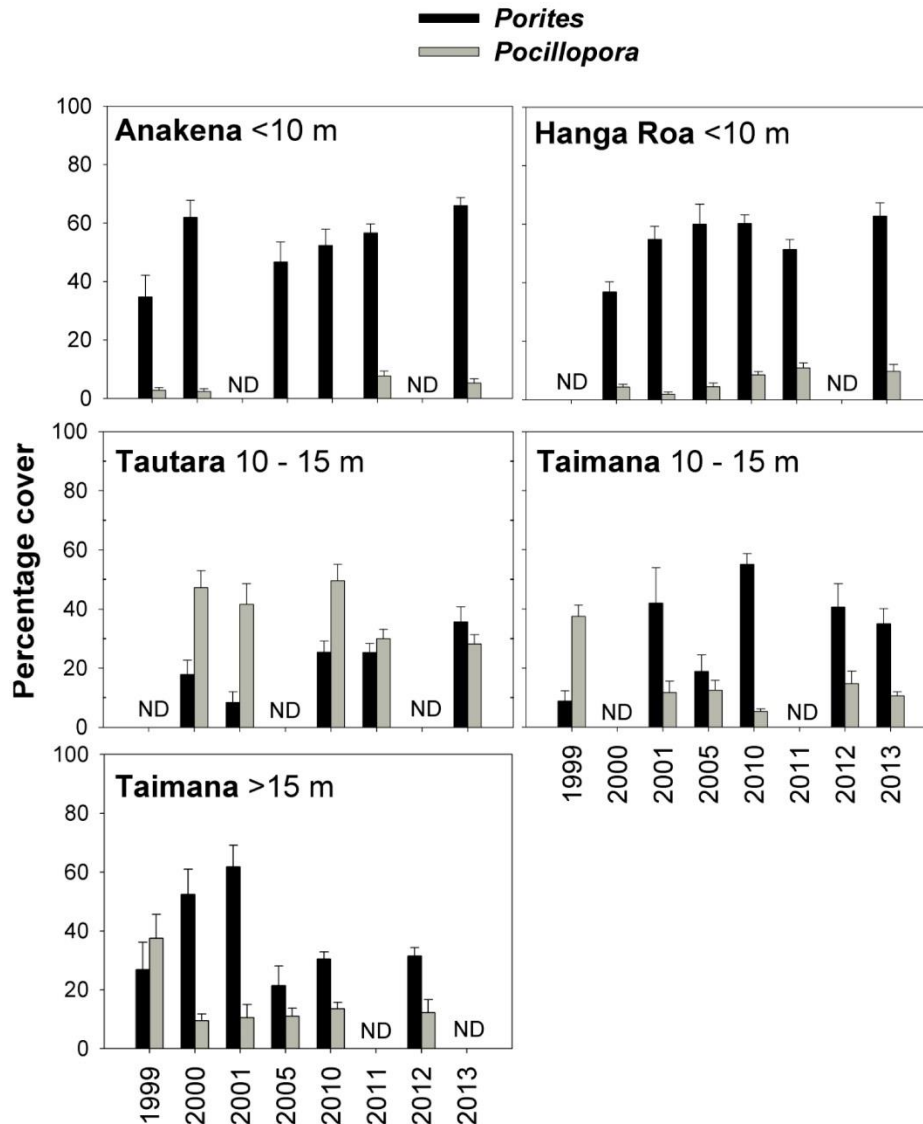 Porites
Pocillopora
Percentage cover
Anakena <10 m
100
80
60
40
20
0
ND
ND
Hanga Roa <10 m
ND
ND
Tautara 10 - 15 m
100
80
60
40
20
0
ND
ND
ND
Taimana 10 - 15 m
ND
ND
1999
2000
2001
2005
2010
2011
2012
2013
Taimana >15 m
100
80
60
40
20
0
ND
ND
1999
2000
2001
2005
2010
2011
2012
2013